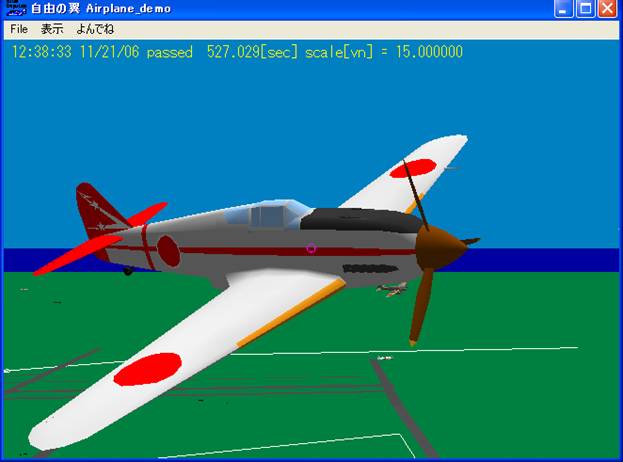 自由の翼 Airplane_demo
File 表示 よんでね
12:38:33 11/21/06 passed 527.029[sec] scale[vn] = 15.000000